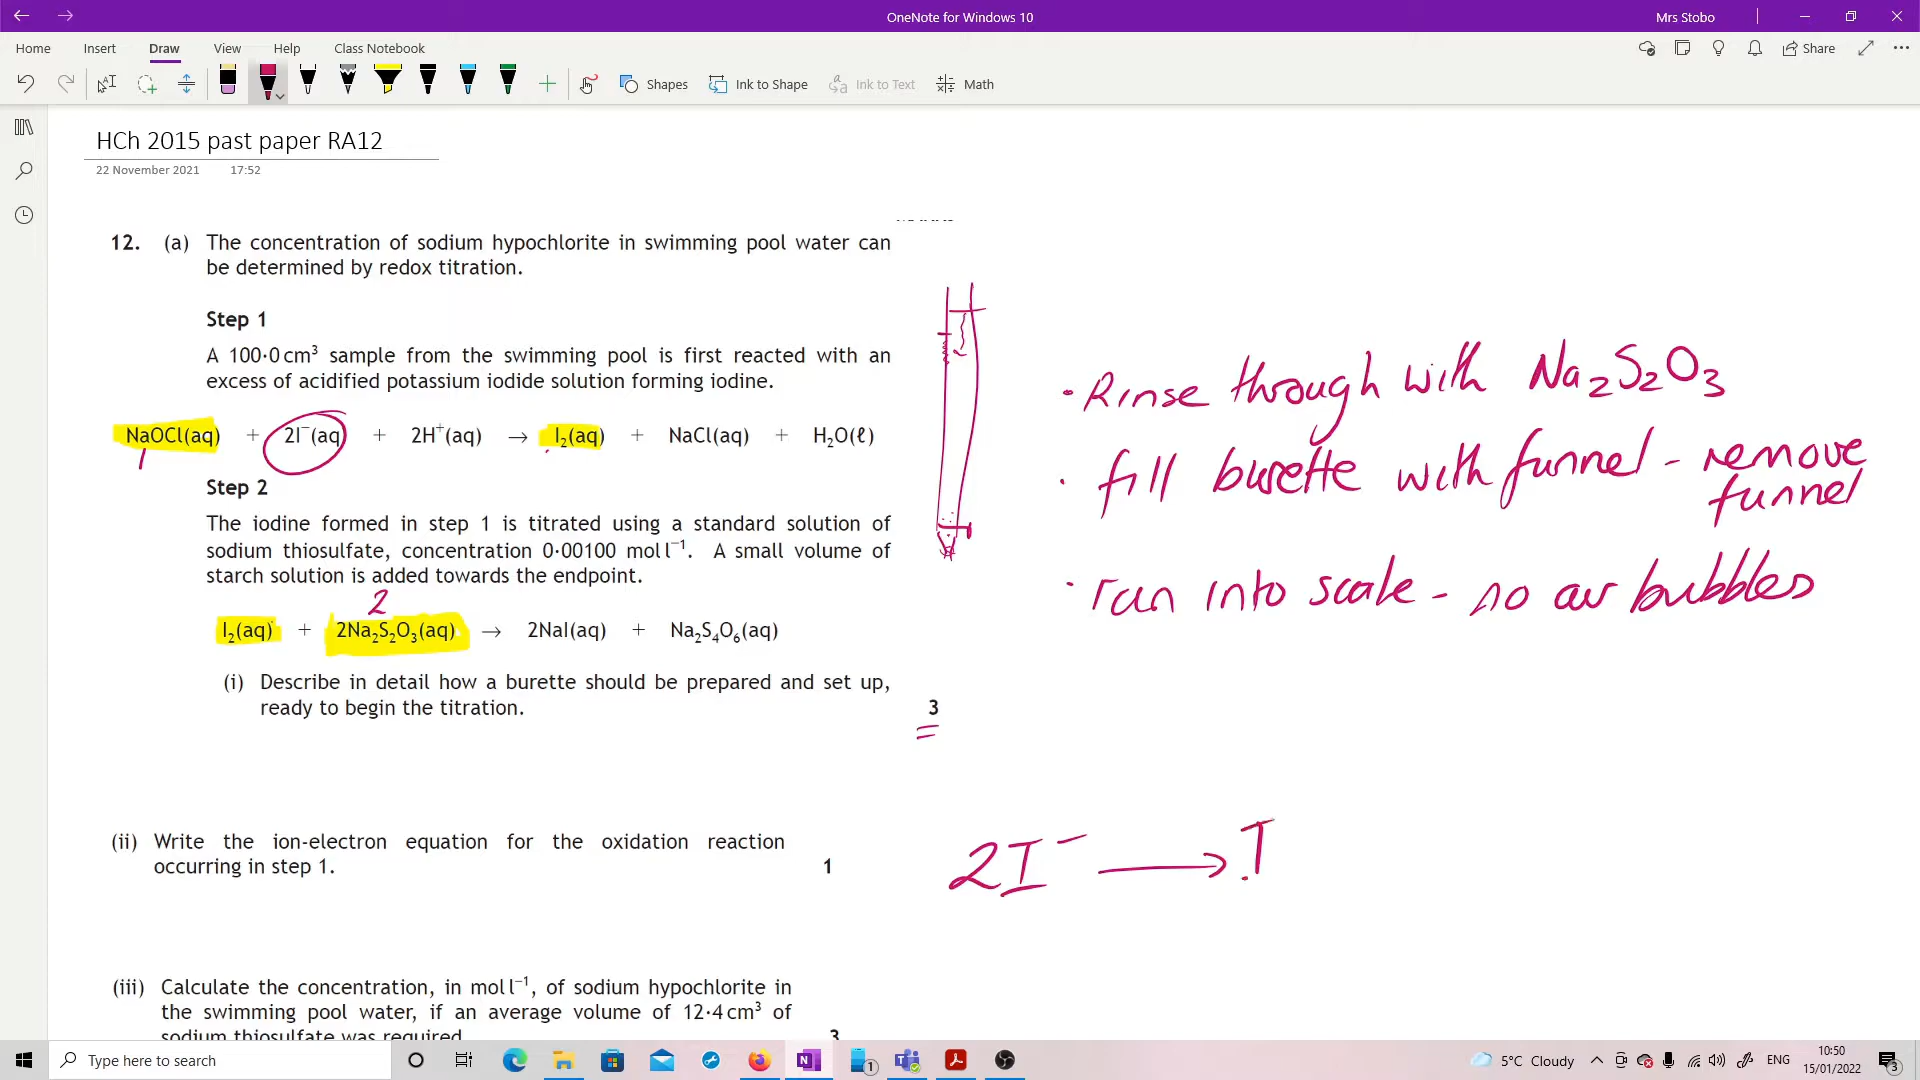 OneNote for Windows 10
Mrs Stobo
Home Insert Draw View Help Class Notebook
Share
Shapes Ink to Shape Ink to Text Math
HCh 2015 past paper RA12
22 November 2021 17:52
12. (a) The concentration of sodium hypochlorite in swimming pool water can
be determined by redox titration.
Step 1
A 100·0 cm³ sample from the swimming pool is first reacted with an
excess of acidified potassium iodide solution forming iodine.
NaOCl(aq) + 2I⁻(aq + 2H⁺(aq) → I₂(aq) + NaCl(aq) + H₂O(ℓ)
1
Step 2
The iodine formed in step 1 is titrated using a standard solution of
sodium thiosulfate, concentration 0·00100 mol l⁻¹. A small volume of
starch solution is added towards the endpoint.
2
I₂(aq) + 2Na₂S₂O₃(aq) → 2NaI(aq) + Na₂S₄O₆(aq)
(i) Describe in detail how a burette should be prepared and set up,
ready to begin the titration.
3
· Rinse through with Na₂S₂O₃
· fill burette with funnel - remove
funnel
· run into scale - no air bubbles
(ii) Write the ion-electron equation for the oxidation reaction
occurring in step 1.
1
2I⁻ → I
(iii) Calculate the concentration, in mol l⁻¹, of sodium hypochlorite in
the swimming pool water, if an average volume of 12·4 cm³ of
sodium thiosulfate was required.
3
Type here to search
1
5°C Cloudy
ENG
10:50
15/01/2022
3